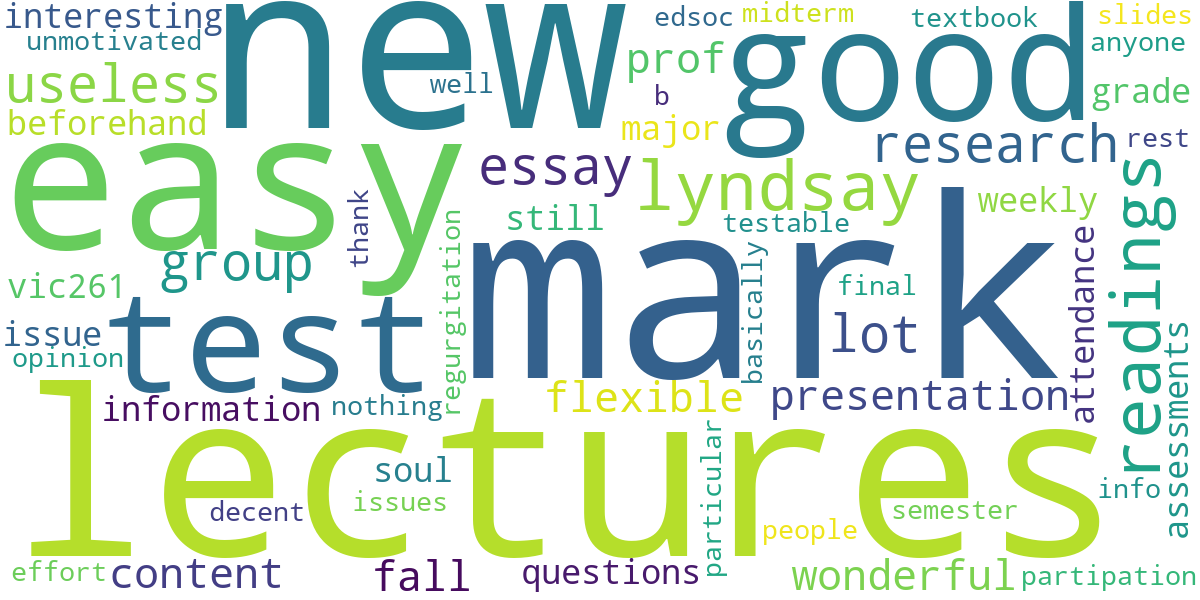 interesting
new
edsoc
midterm
textbook
slides
unmotivated
good
anyone
prof
useless
well
b
grade
beforehand
major
research
rest
easy
essay
lyndsay
readings
weekly
thank
still
testable
regurgitation
mark
attendance
group
basically
vic261
final
test
lot
issue
opinion
assessments
information
nothing
flexible
presentation
lectures
soul
particular
info
issues
decent
semester
people
effort
content
fall
questions
wonderful
partipation